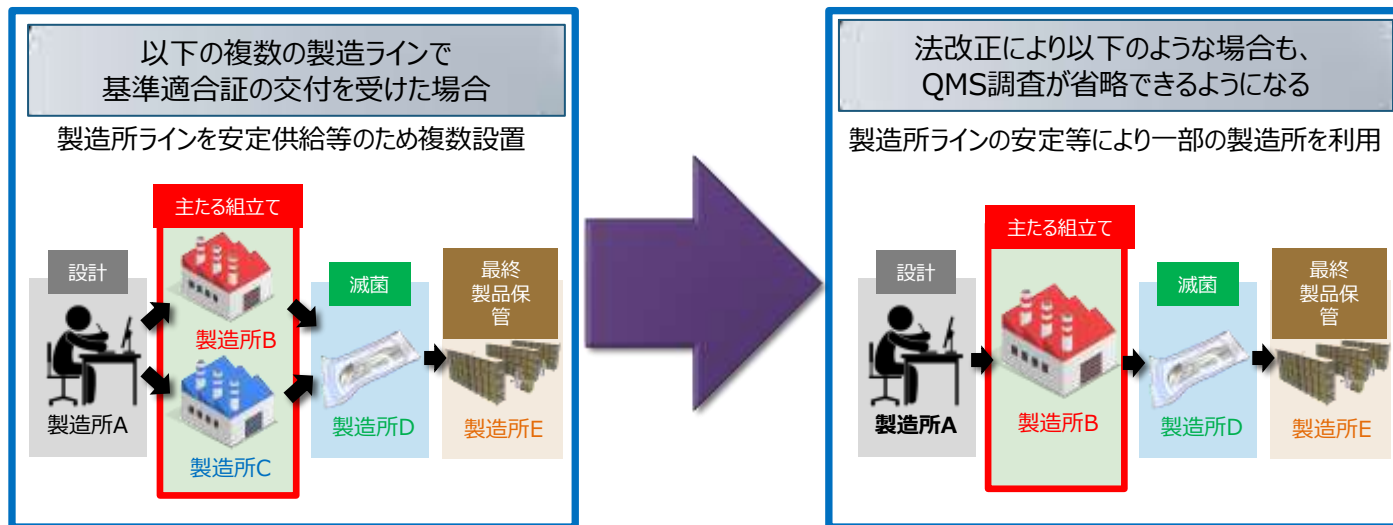 以下の複数の製造ラインで
基準適合証の交付を受けた場合
製造所ラインを安定供給等のため複数設置
主たる組立て
設計
滅菌
最終
製品保
管
製造所B
製造所A
製造所D
製造所E
製造所C
法改正により以下のような場合も、
QMS調査が省略できるようになる
製造所ラインの安定等により一部の製造所を利用
主たる組立て
設計
滅菌
最終
製品保
管
製造所A
製造所B
製造所D
製造所E